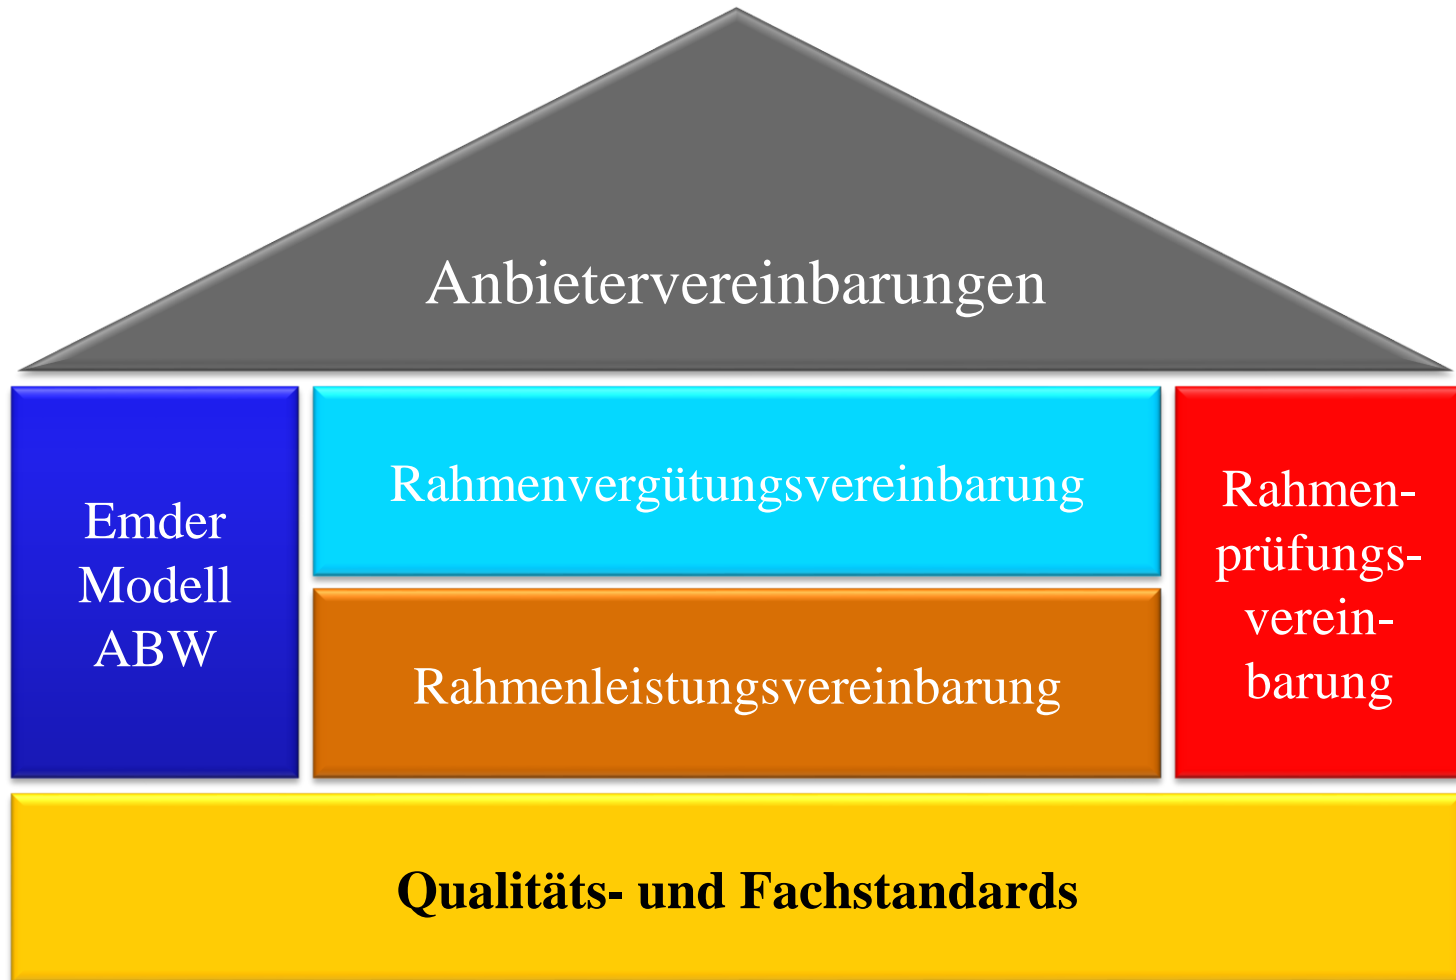 Anbietervereinbarungen
Emder
Modell
ABW
Rahmenvergütungsvereinbarung
Rahmenleistungsvereinbarung
Rahmen-
prüfungs-
verein-
barung
Qualitäts- und Fachstandards